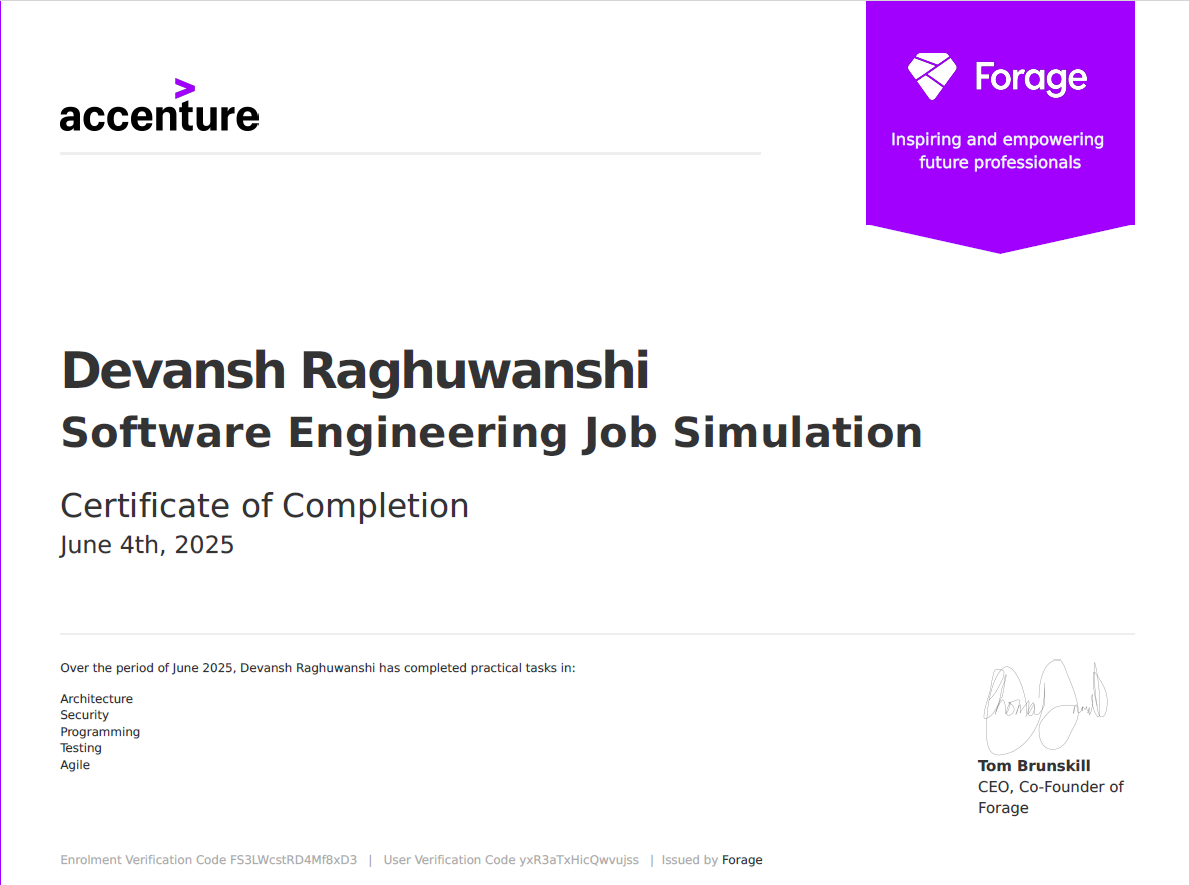 accenture
Forage
Inspiring and empowering
future professionals
Devansh Raghuwanshi
Software Engineering Job Simulation
Certificate of Completion
June 4th, 2025
Over the period of June 2025, Devansh Raghuwanshi has completed practical tasks in:
Architecture
Security
Programming
Testing
Agile
Tom Brunskill
CEO, Co-Founder of
Forage
Enrolment Verification Code FS3LWcstRD4Mf8xD3 | User Verification Code yxR3aTxHicQwvujss | Issued by Forage